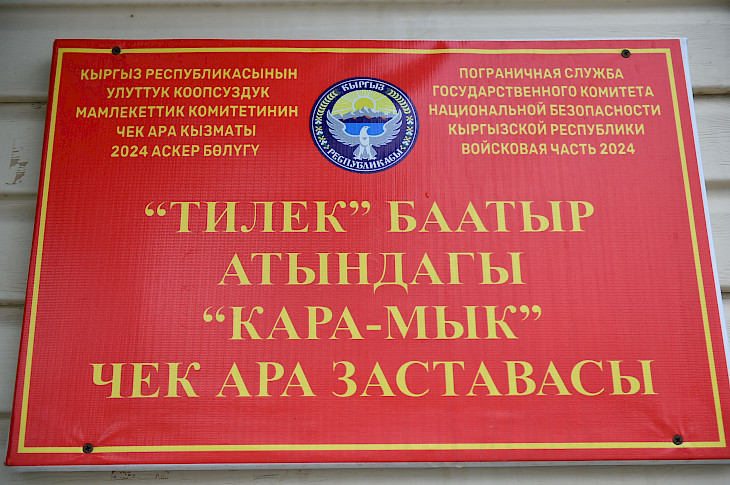 КЫРГЫЗ РЕСПУБЛИКАСЫНЫН
УЛУТТУК КООПСУЗДУК
МАМЛЕКЕТТИК КОМИТЕТИНИН
ЧЕК АРА КЫЗМАТЫ
2024 АСКЕР БӨЛҮГҮ
КЫРГЫЗ
РЕСПУБЛИКАСЫ
ПОГРАНИЧНАЯ СЛУЖБА
ГОСУДАРСТВЕННОГО КОМИТЕТА
НАЦИОНАЛЬНОЙ БЕЗОПАСНОСТИ
КЫРГЫЗСКОЙ РЕСПУБЛИКИ
ВОЙСКОВАЯ ЧАСТЬ 2024
“ТИЛЕК” БААТЫР
АТЫНДАГЫ
“КАРА-МЫК”
ЧЕК АРА ЗАСТАВАСЫ